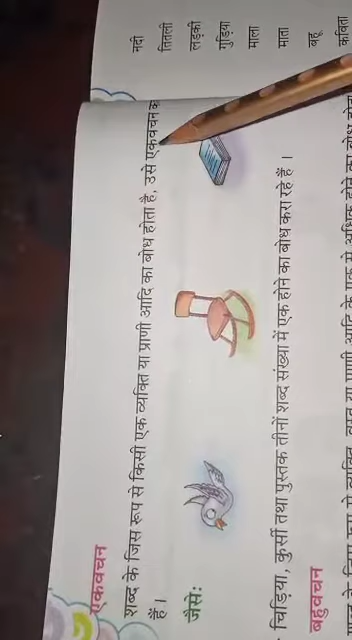 नदी
तितली
लड़की
गुड़िया
माला
माता
बहू
कविता
एकवचन
शब्द के जिस रूप से किसी एक व्यक्ति या प्राणी आदि का बोध होता है, उसे एकवचन
हैं।
जैसे:
चिड़िया, कुर्सी तथा पुस्तक तीनों शब्द संख्या में एक होने का बोध करा रहे हैं ।
बहुवचन